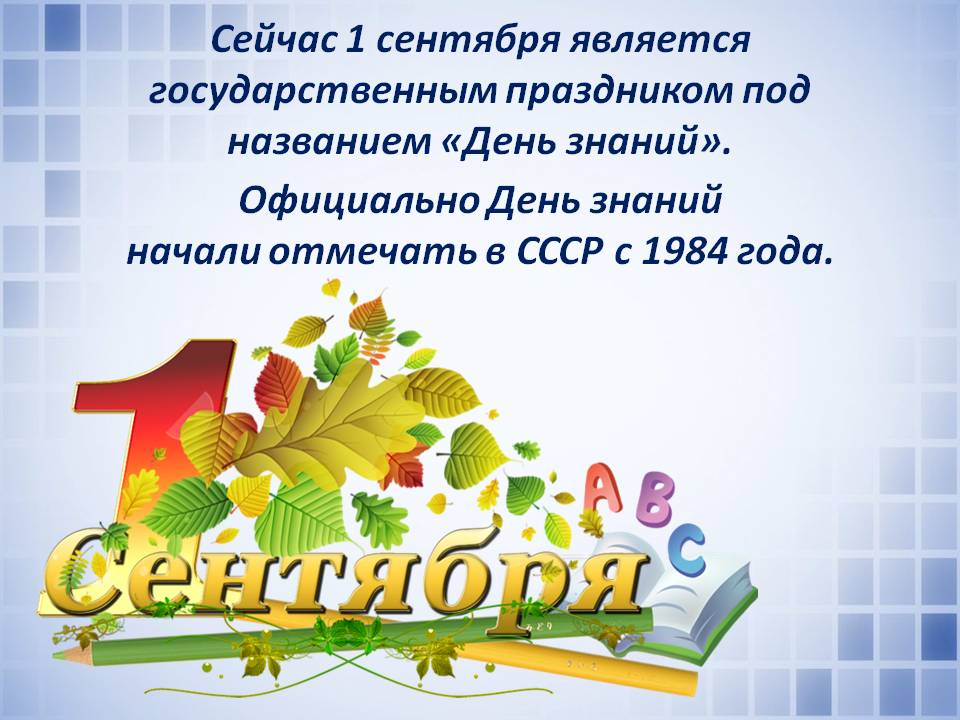 Сейчас 1 сентября является
государственным праздником под
названием «День знаний».
Официально День знаний
начали отмечать в СССР с 1984 года.
1
Сентября
А В С